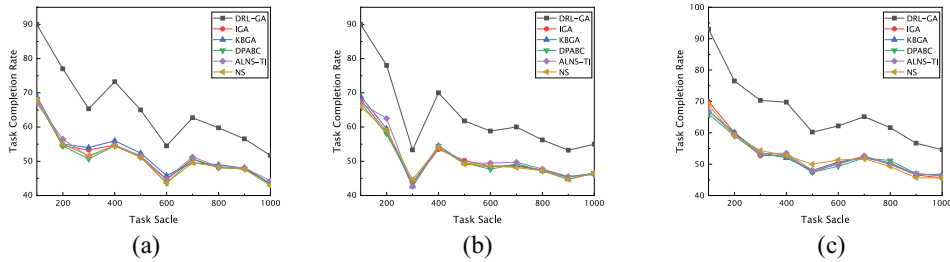 90
80
70
60
50
40
Task Completion Rate
200
400
600
800
1000
Task Sacle
DRL-GA
IGA
KBGA
DPABC
ALNS-TI
NS
(a)
90
80
70
60
50
40
Task Completion Rate
200
400
600
800
1000
Task Sacle
DRL-GA
IGA
KBGA
DPABC
ALNS-TI
NS
(b)
100
90
80
70
60
50
40
Task Completion Rate
200
400
600
800
1000
Task Sacle
DRL-GA
IGA
KBGA
DPABC
ALNS-TI
NS
(c)